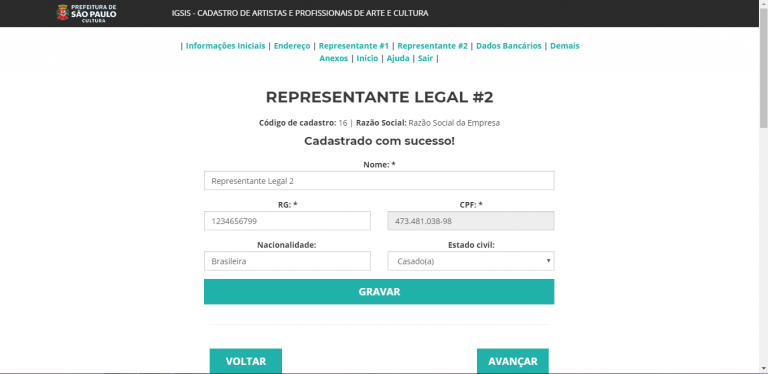 PREFEITURA DE
SÃO PAULO
CULTURA
IGSIS - CADASTRO DE ARTISTAS E PROFISSIONAIS DE ARTE E CULTURA
| Informações Iniciais | Endereço | Representante #1 | Representante #2 | Dados Bancários | Demais
Anexos | Início | Ajuda | Sair |
REPRESENTANTE LEGAL #2
Código de cadastro: 16 | Razão Social: Razão Social da Empresa
Cadastrado com sucesso!
Nome: *
Representante Legal 2
RG: * CPF: *
1234656799 473.481.038-98
Nacionalidade: Estado civil:
Brasileira Casado(a)
GRAVAR
VOLTAR AVANÇAR